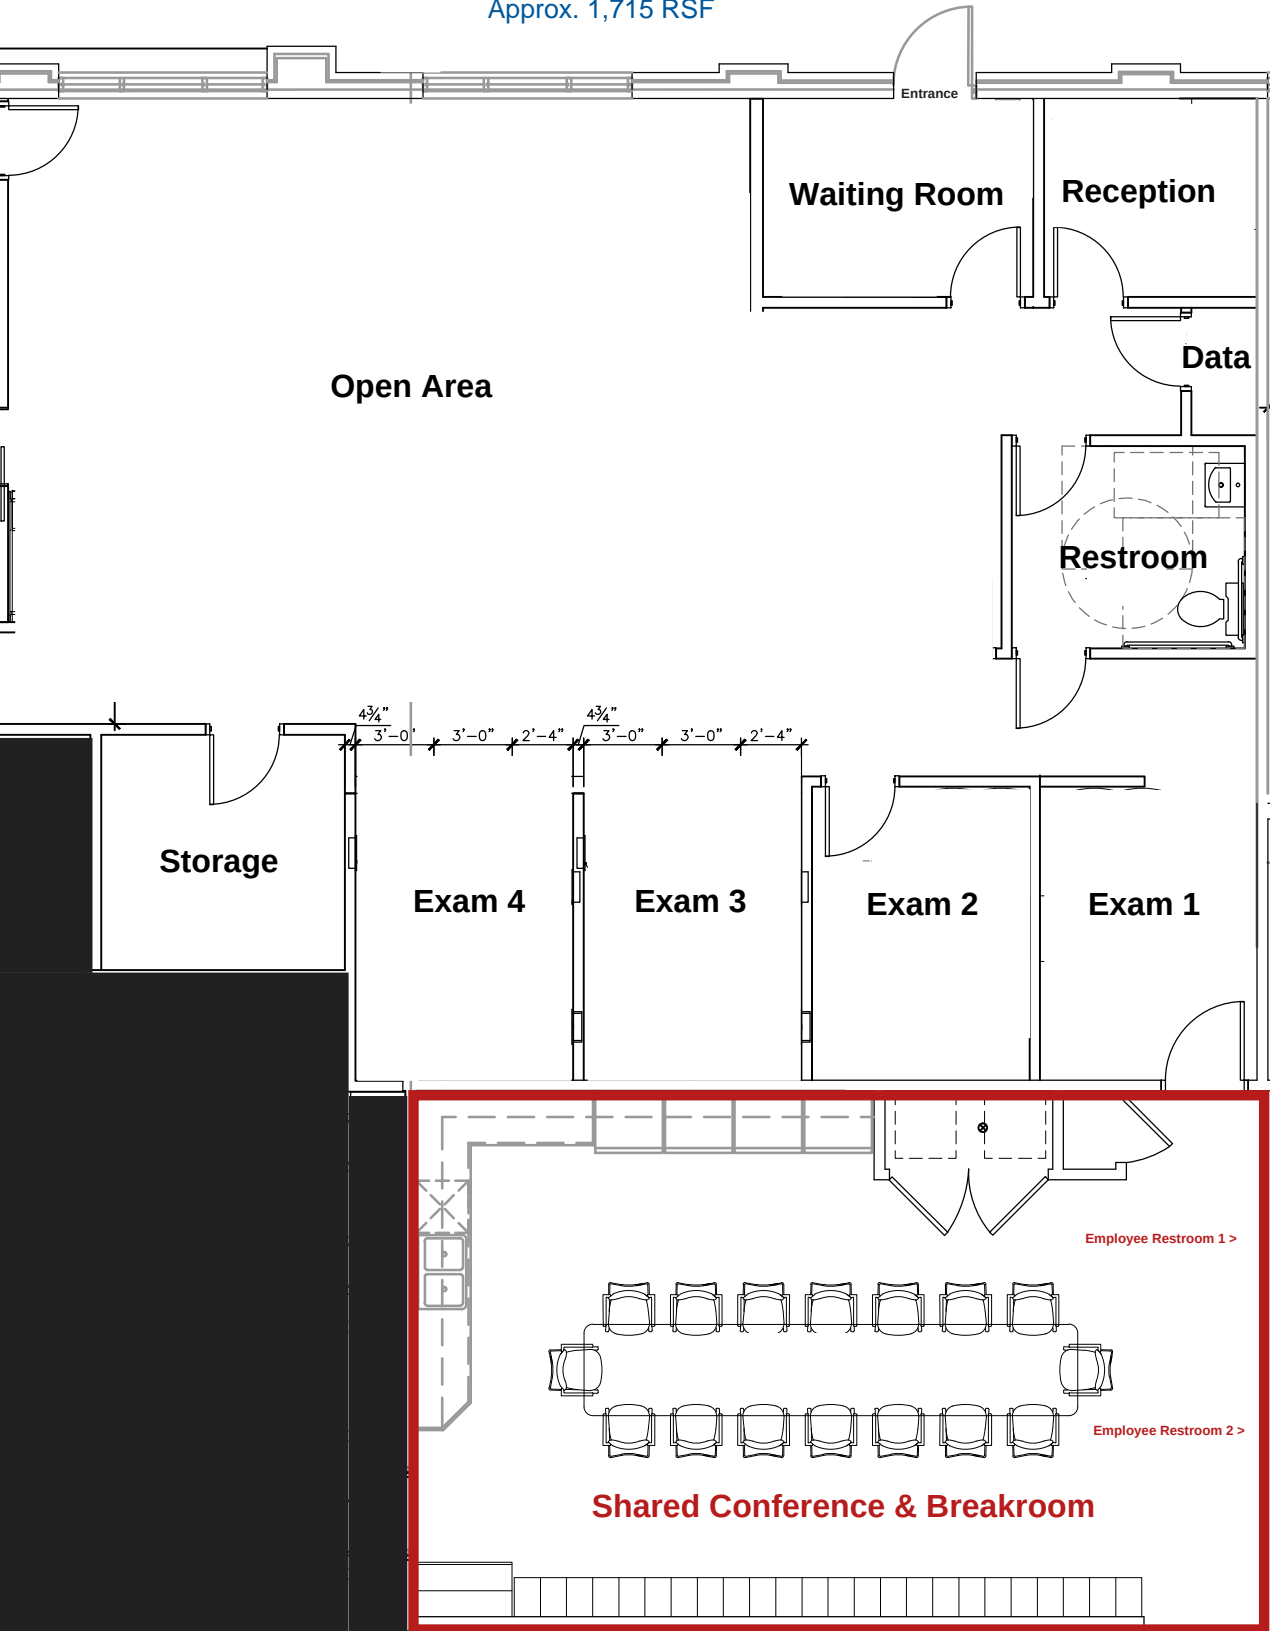 Approx. 1,715 RSF
Entrance
Waiting Room
Reception
Data
Open Area
Restroom
4¾”
4¾”
3’-0’
3’-0”
2’-4”
3’-0”
3’-0”
2’-4”
Storage
Exam 4
Exam 3
Exam 2
Exam 1
Employee Restroom 1 >
Employee Restroom 2 >
Shared Conference & Breakroom